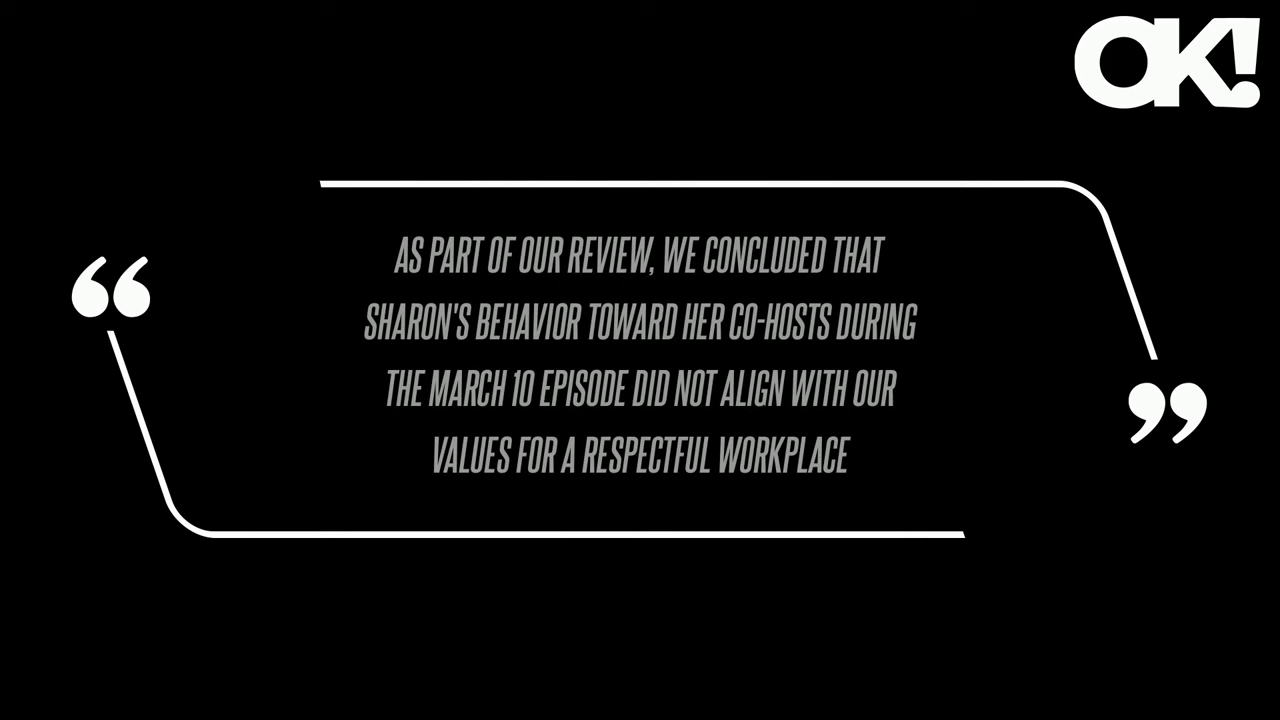 OK!
“
AS PART OF OUR REVIEW, WE CONCLUDED THAT
SHARON'S BEHAVIOR TOWARD HER CO-HOSTS DURING
THE MARCH 10 EPISODE DID NOT ALIGN WITH OUR
VALUES FOR A RESPECTFUL WORKPLACE
”